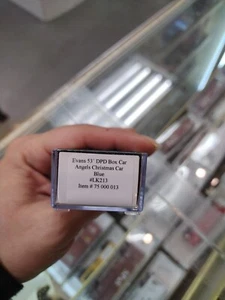 Evans 53' DPD Box Car
Angels Christmas Car
Blue
#LK213
Item # 75 000 013